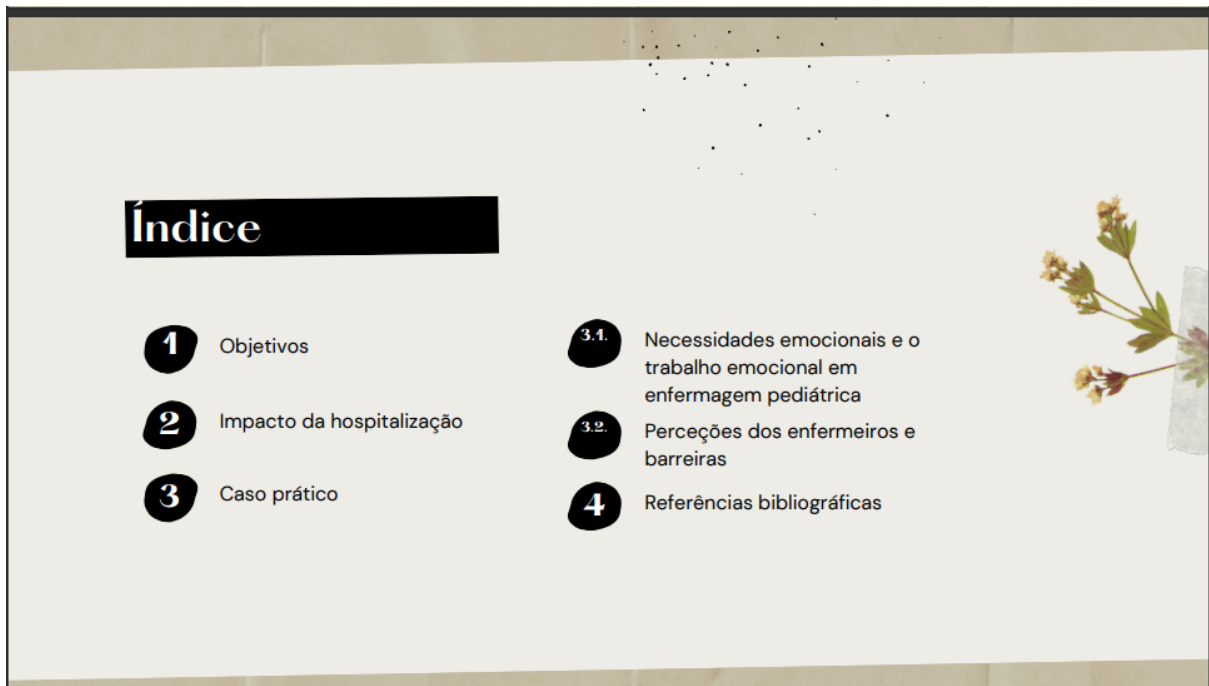 Índice
1 Objetivos
2 Impacto da hospitalização
3 Caso prático
3.1. Necessidades emocionais e o
trabalho emocional em
enfermagem pediátrica
3.2. Perceções dos enfermeiros e
barreiras
4 Referências bibliográficas